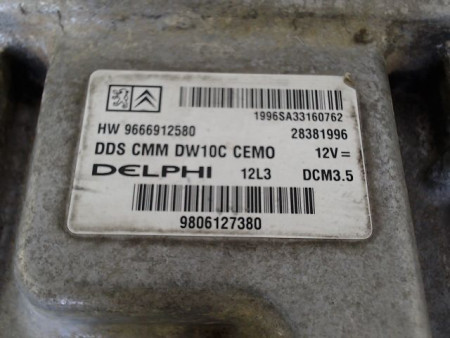 1996SA33160762
HW 9666912580 28381996
DDS CMM DW10C CEMO 12V =
DELPHI 12L3 DCM3.5
9806127380